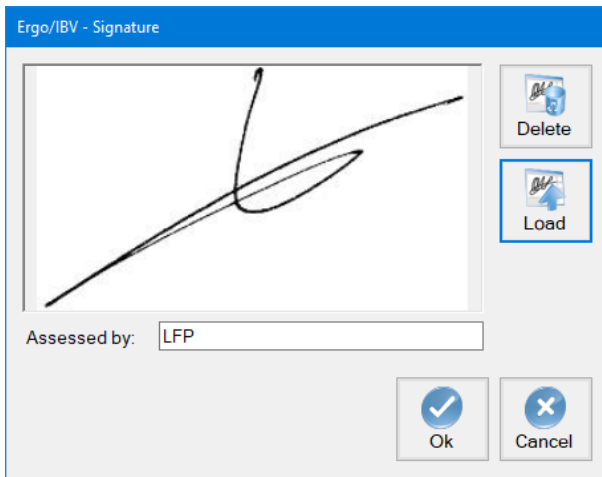 Ergo/IBV - Signature
Delete
Load
Assessed by: LFP
Ok
Cancel